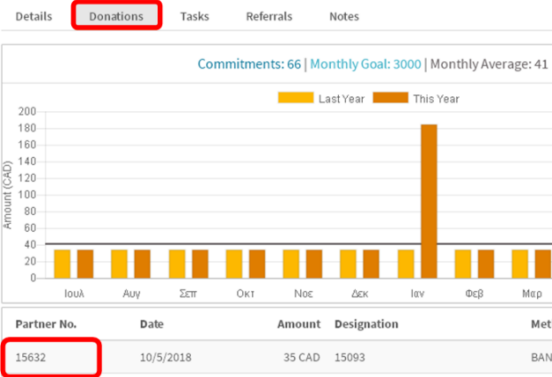 Details Donations Tasks Referrals Notes
Commitments: 66 | Monthly Goal: 3000 | Monthly Average: 41
Last Year This Year
200
180
160
140
120
100
80
60
40
20
0
Amount (CAD)
Ιουλ Αυγ Σεπ Οκτ Νοε Δεκ Ιαν Φεβ Μαρ
Partner No. Date Amount Designation Met
15632 10/5/2018 35 CAD 15093 BAN